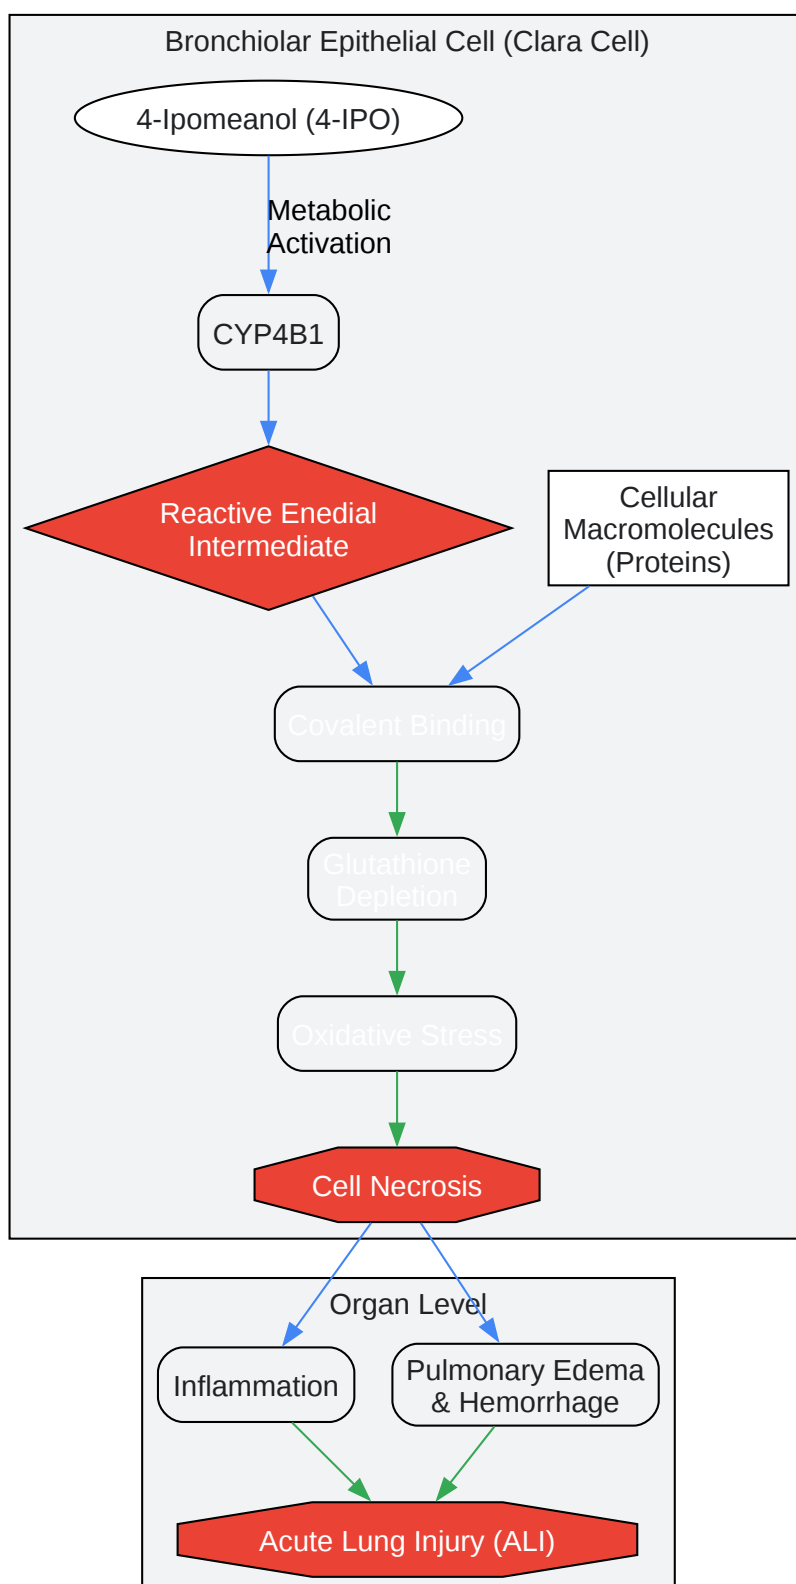 Bronchiolar Epithelial Cell (Clara Cell)
4-Ipomeanol (4-IPO)
Metabolic
Activation
CYP4B1
Reactive Enedial
Intermediate
Cellular
Macromolecules
(Proteins)
Covalent Binding
Glutathione
Depletion
Oxidative Stress
Cell Necrosis
Organ Level
Inflammation
Pulmonary Edema
& Hemorrhage
Acute Lung Injury (ALI)